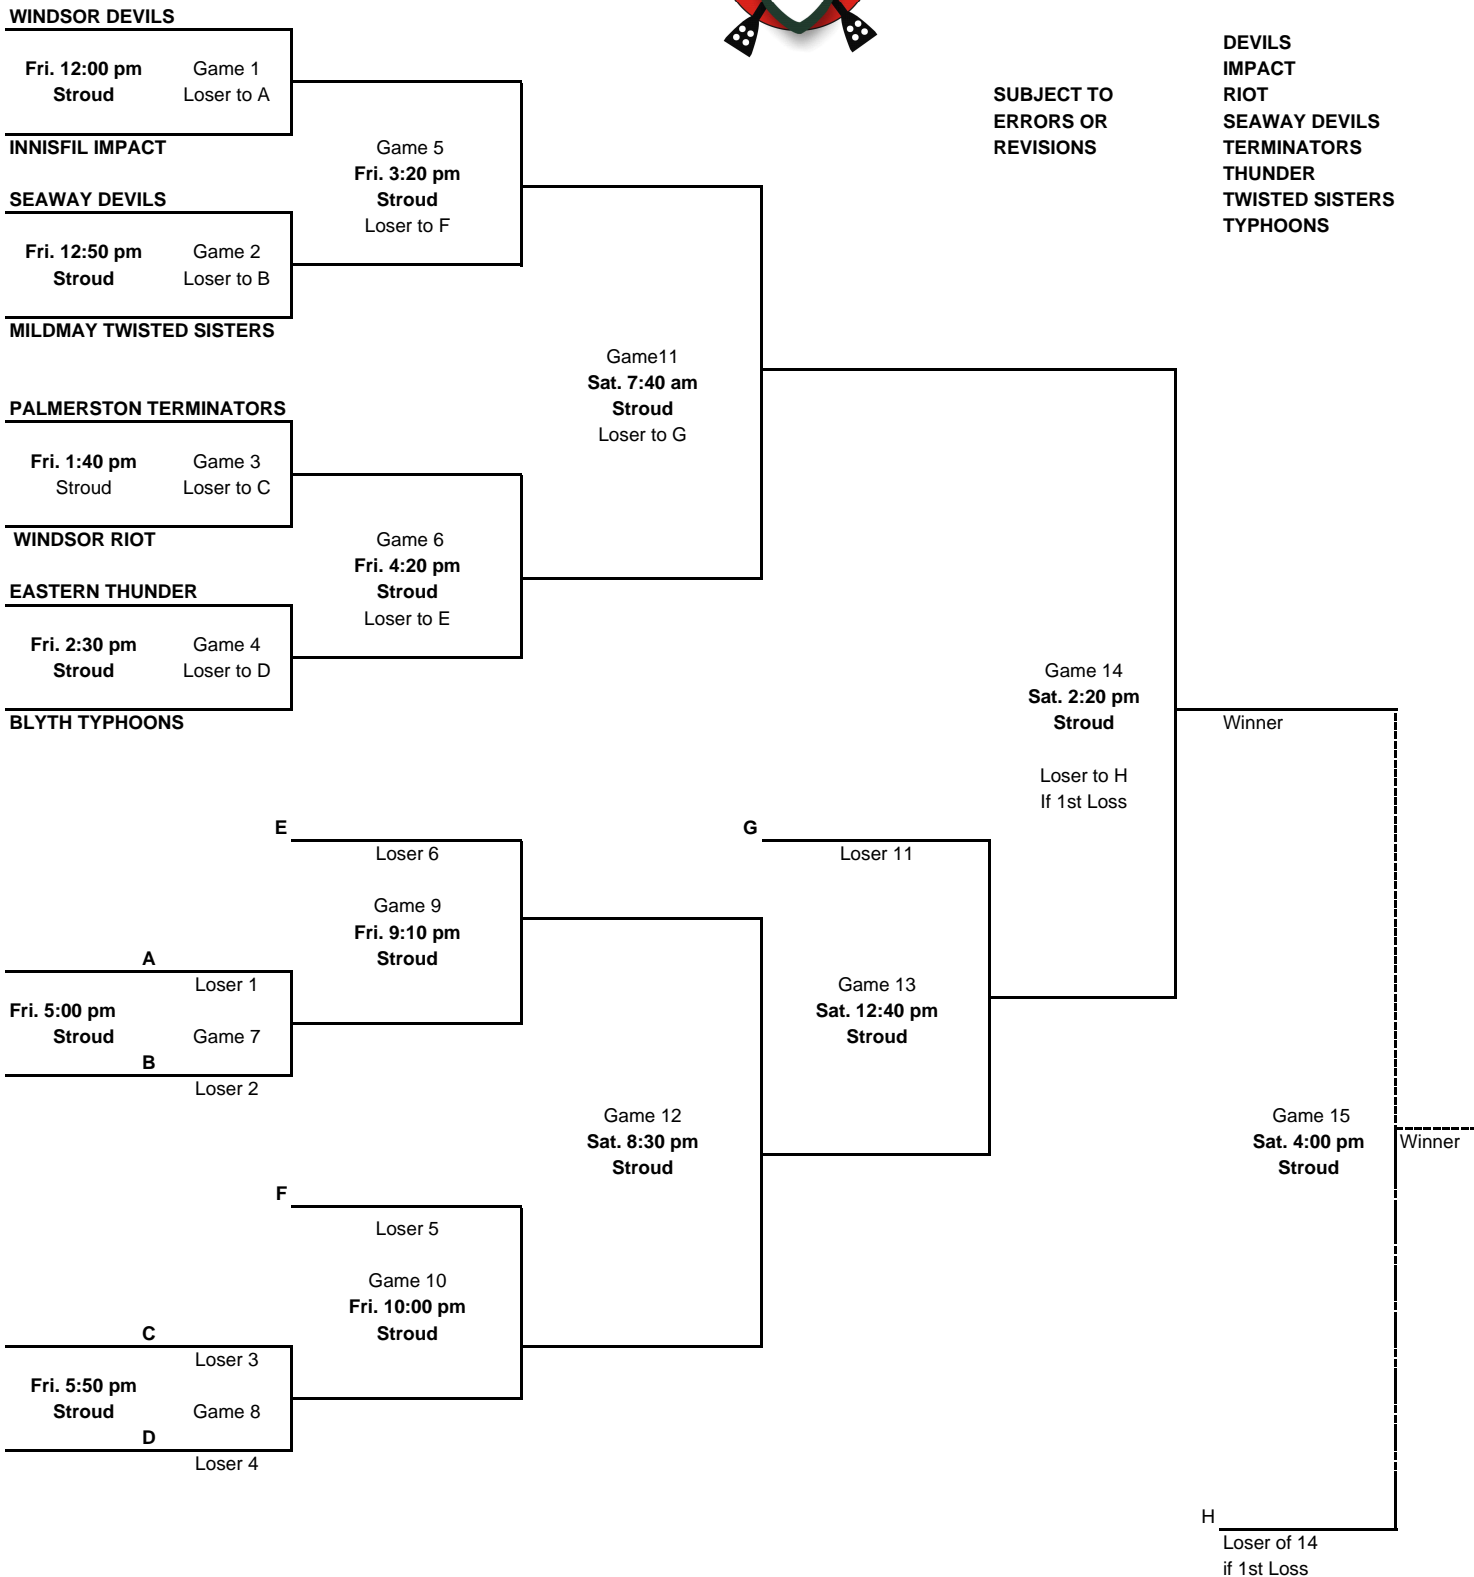 WINDSOR DEVILS
Fri. 12:00 pm Game 1
Stroud Loser to A
INNISFIL IMPACT
SEAWAY DEVILS
Fri. 12:50 pm Game 2
Stroud Loser to B
MILDMAY TWISTED SISTERS
Game 5
Fri. 3:20 pm
Stroud
Loser to F
SUBJECT TO
ERRORS OR
REVISIONS
DEVILS
IMPACT
RIOT
SEAWAY DEVILS
TERMINATORS
THUNDER
TWISTED SISTERS
TYPHOONS
PALMERSTON TERMINATORS
Fri. 1:40 pm Game 3
Stroud Loser to C
WINDSOR RIOT
EASTERN THUNDER
Fri. 2:30 pm Game 4
Stroud Loser to D
BLYTH TYPHOONS
Game 6
Fri. 4:20 pm
Stroud
Loser to E
Game11
Sat. 7:40 am
Stroud
Loser to G
Game 14
Sat. 2:20 pm
Stroud
Loser to H
If 1st Loss
Winner
E
Loser 6
Game 9
Fri. 9:10 pm
Stroud
A
Loser 1
Fri. 5:00 pm
Stroud Game 7
B
Loser 2
G
Loser 11
Game 13
Sat. 12:40 pm
Stroud
Game 12
Sat. 8:30 pm
Stroud
F
Loser 5
Game 10
Fri. 10:00 pm
Stroud
C
Loser 3
Fri. 5:50 pm
Stroud Game 8
D
Loser 4
Game 15
Sat. 4:00 pm
Stroud
Winner
H
Loser of 14
if 1st Loss